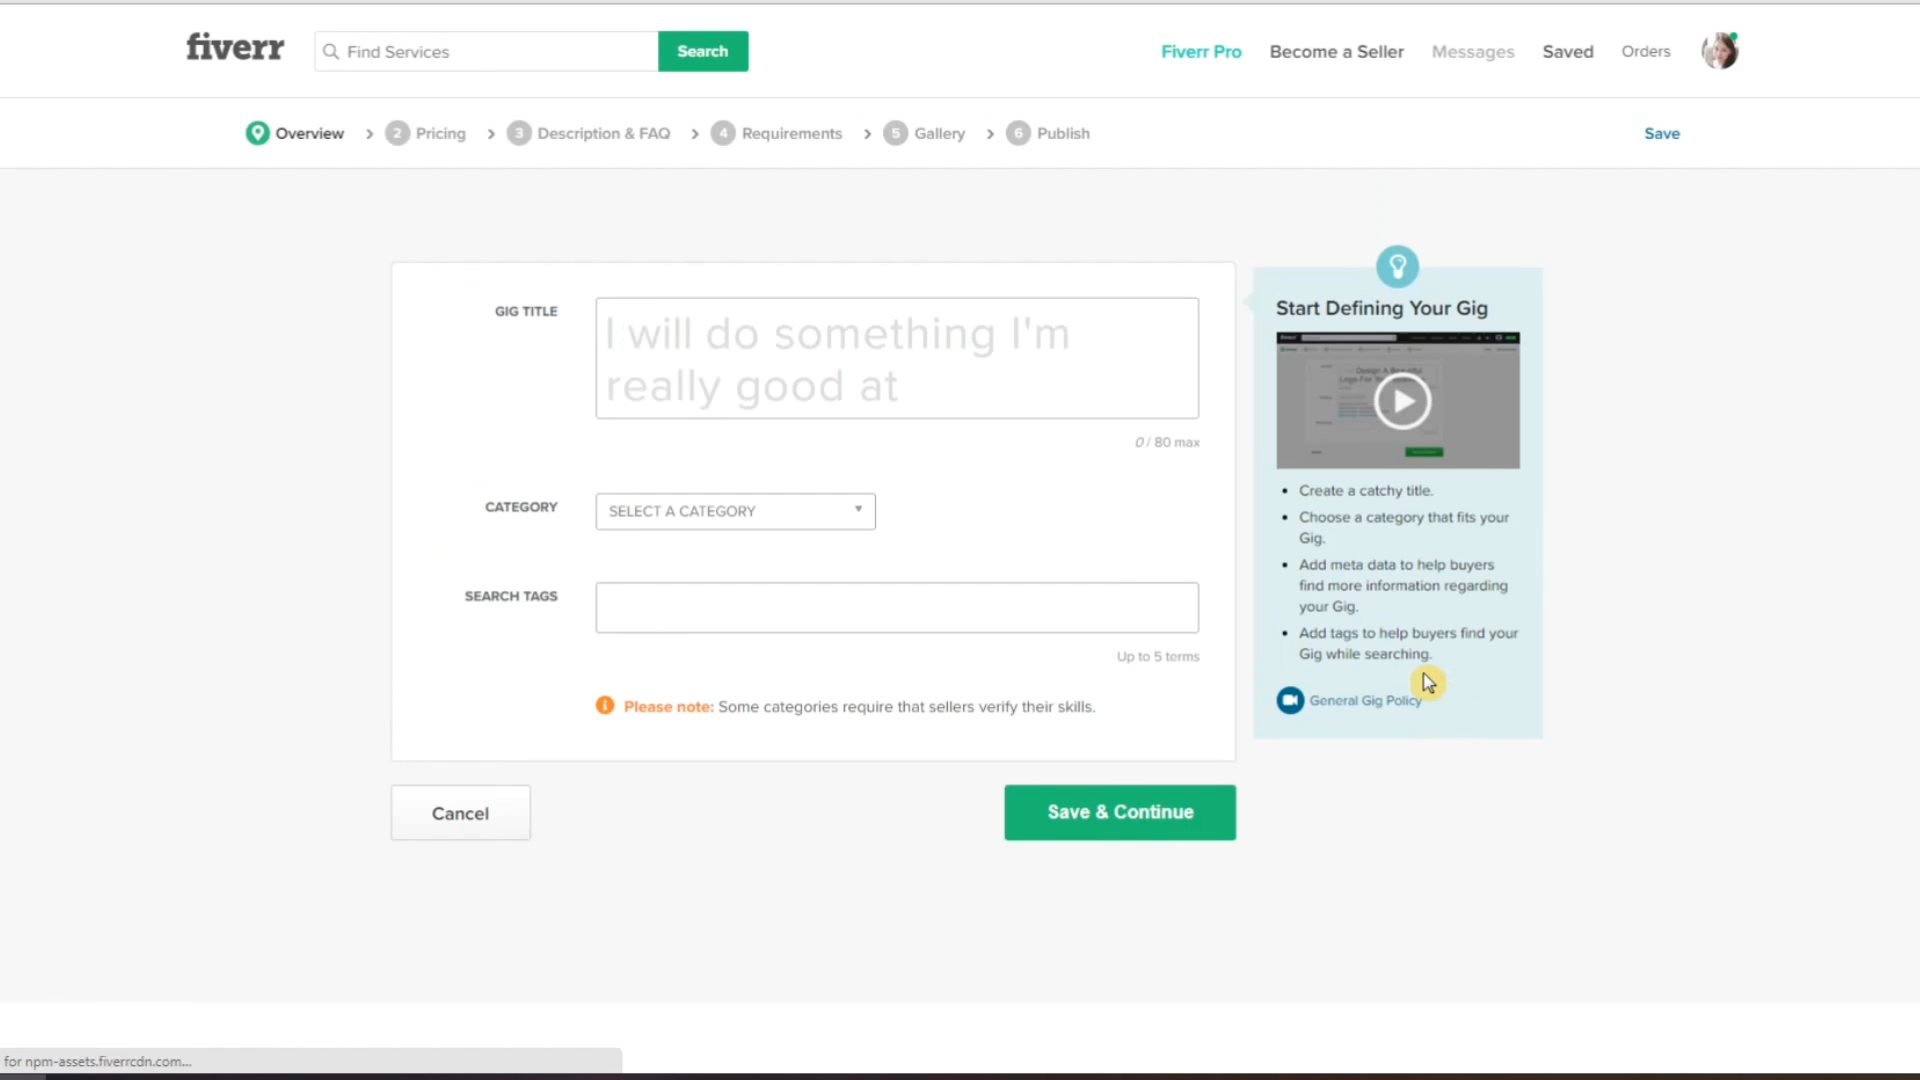 fiverr
Find Services
Search
Fiverr Pro
Become a Seller
Messages
Saved
Orders
Overview
2 Pricing
3 Description & FAQ
4 Requirements
5 Gallery
6 Publish
Save
GIG TITLE
I will do something I'm
really good at
0 / 80 max
CATEGORY
SELECT A CATEGORY
SEARCH TAGS
Up to 5 terms
Please note: Some categories require that sellers verify their skills.
Cancel
Save & Continue
Start Defining Your Gig
Create a catchy title.
Choose a category that fits your
Gig.
Add meta data to help buyers
find more information regarding
your Gig.
Add tags to help buyers find your
Gig while searching.
General Gig Policy
for npm-assets.fiverrcdn.com...